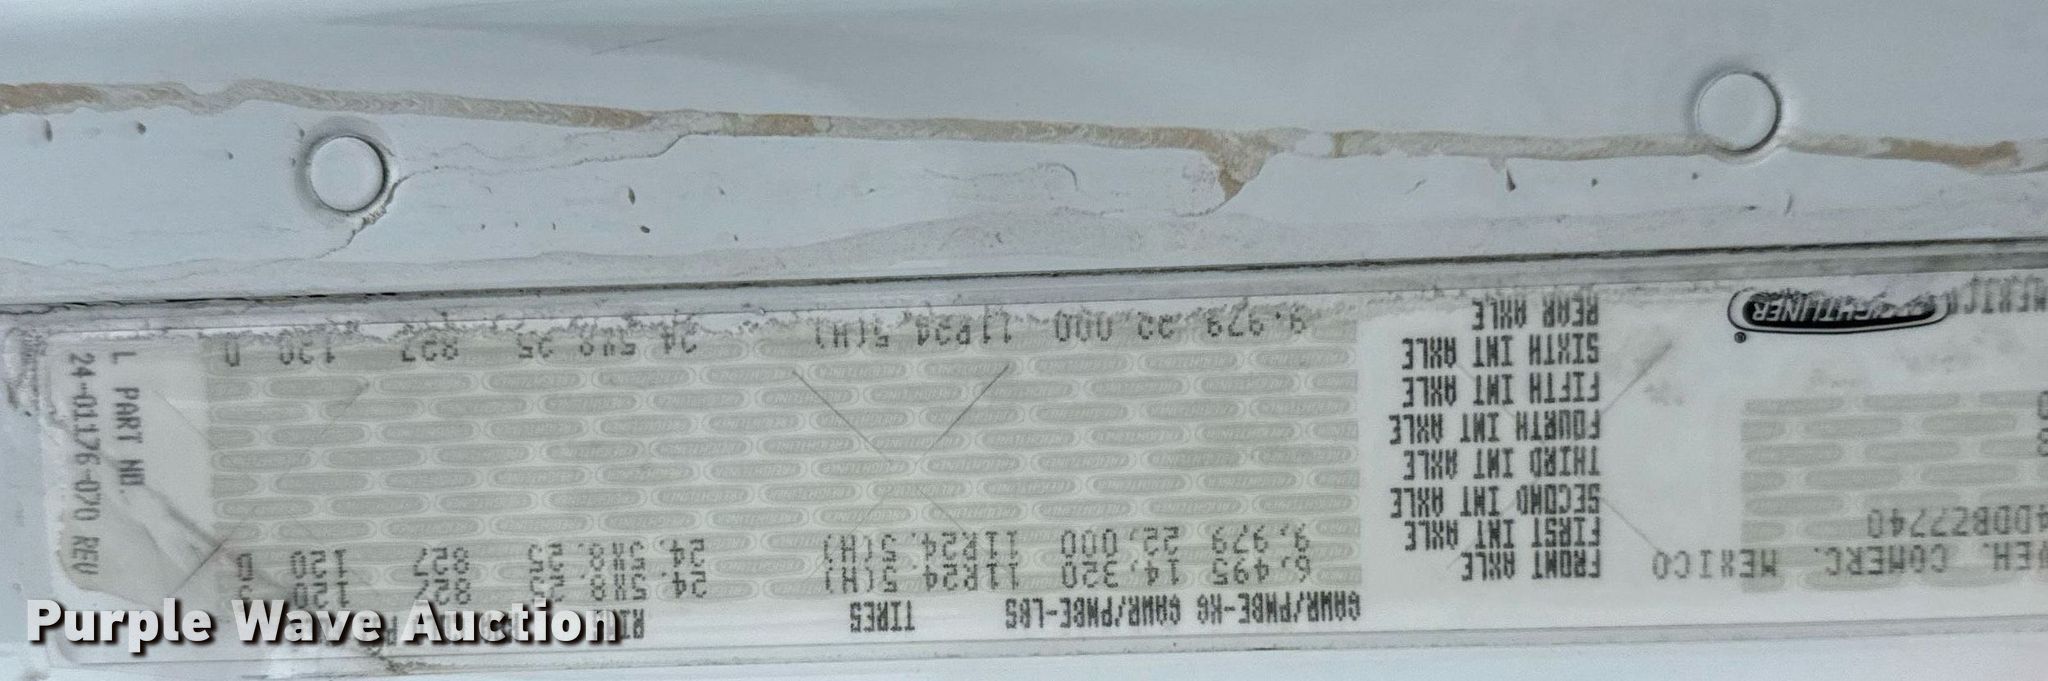 GAWR/PNBE-KG GAWR/PNBE-LBS TIRES
VEH. COMERC. MEXICO FRONT AXLE 6,495 14,320 11R24.5(H) 24.5X8.25 827 120
4DDBZ7740 FIRST INT AXLE 9,979 22,000 11R24.5(H) 24.5X8.25 827 120 D
SECOND INT AXLE
THIRD INT AXLE
FOURTH INT AXLE
FIFTH INT AXLE
SIXTH INT AXLE
REAR AXLE 9,979 22,000 11R24.5(H) 24.5X8.25 827 120 D
FREIGHTLINER®
L PART NO.
24-01176-070 REV
Purple Wave Auction